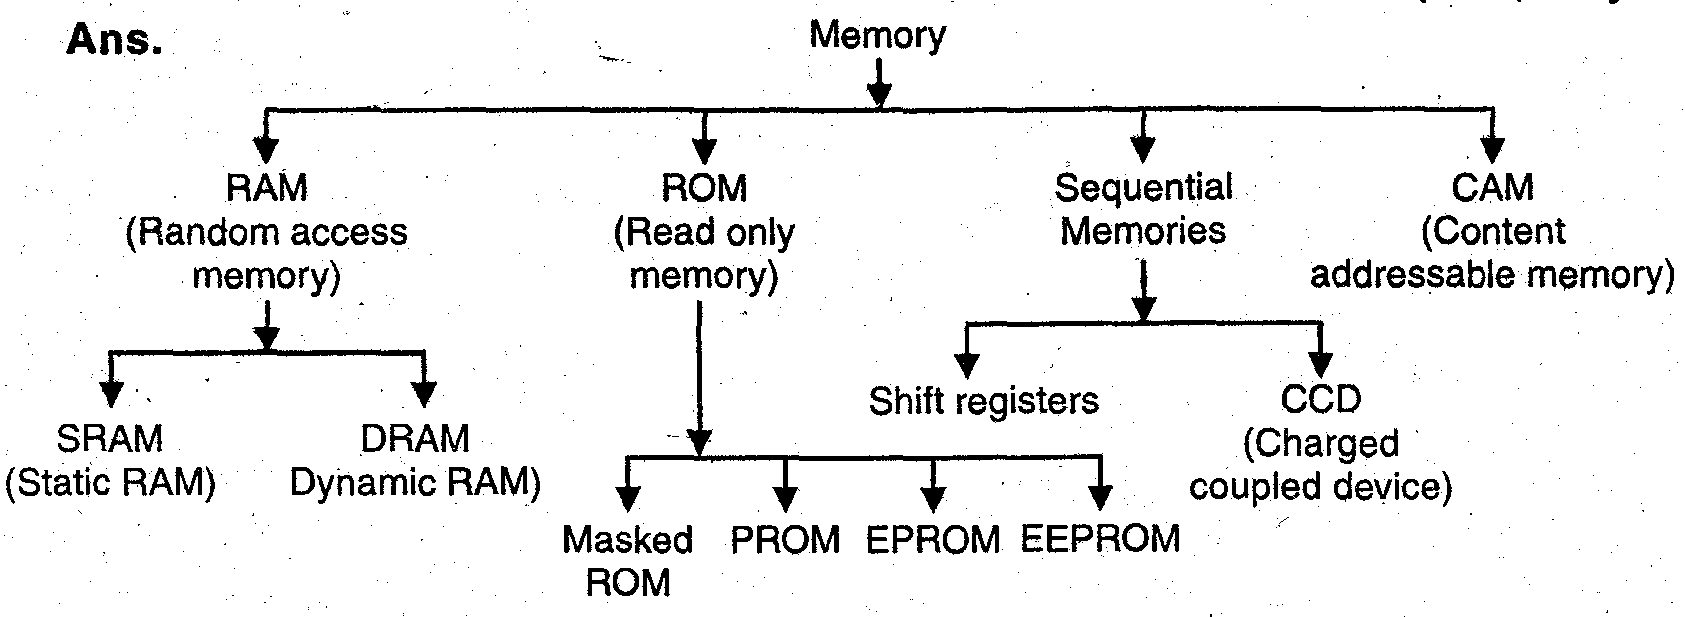 Ans.
Memory
RAM
(Random access
memory)
ROM
(Read only
memory)
Sequential
Memories
CAM
(Content
addressable memory)
SRAM
(Static RAM)
DRAM
Dynamic RAM)
Shift registers
CCD
(Charged
coupled device)
Masked
ROM
PROM
EPROM
EEPROM